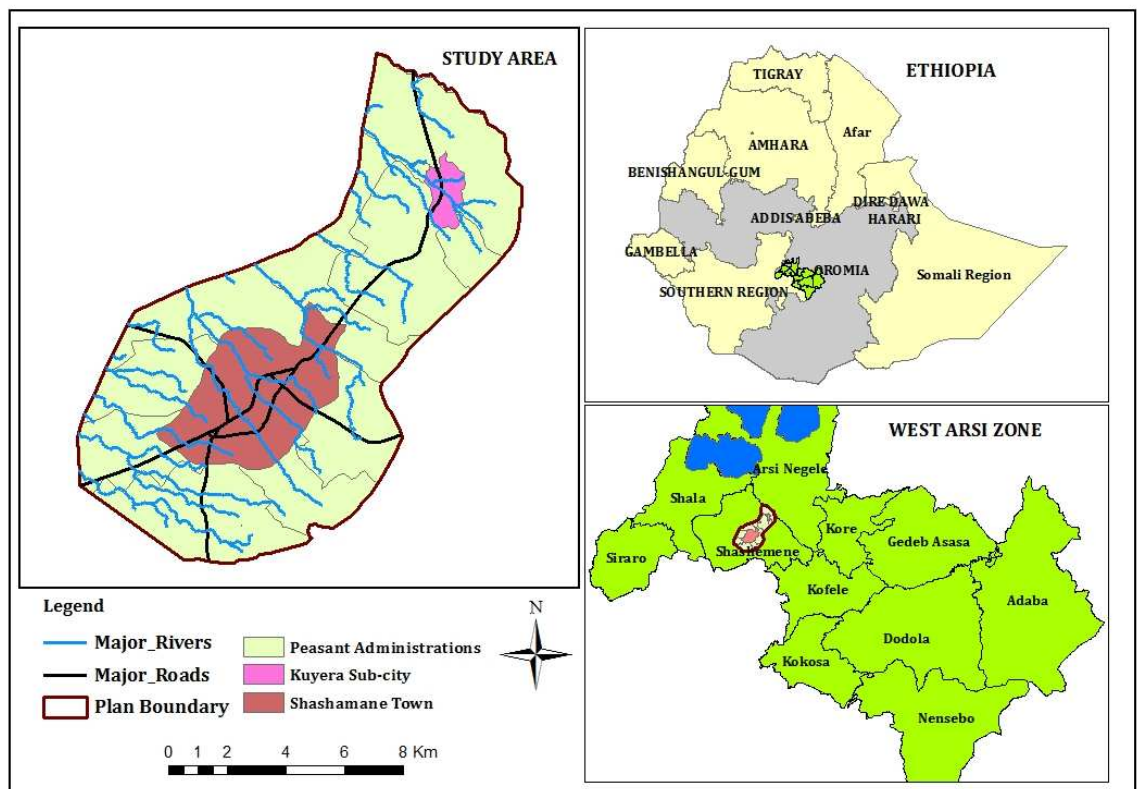 STUDY AREA
ETHIOPIA
TIGRAY
AMHARA
Afar
BENISHANGUL-GUM
DIRE DAWA
ADDIS ABEBA
HARARI
GAMBELLA
OROMIA
SOUTHERN REGION
Somali Region
WEST ARSI ZONE
Arsi Negele
Shala
Kore
Gedeb Asasa
Shashemene
Siraro
Kofele
Adaba
Dodola
Kokosa
Nensebo
Legend
Major_Rivers
Major_Roads
Plan Boundary
Peasant Administrations
Kuyera Sub-city
Shashamane Town
N
0 1 2 4 6 8 Km